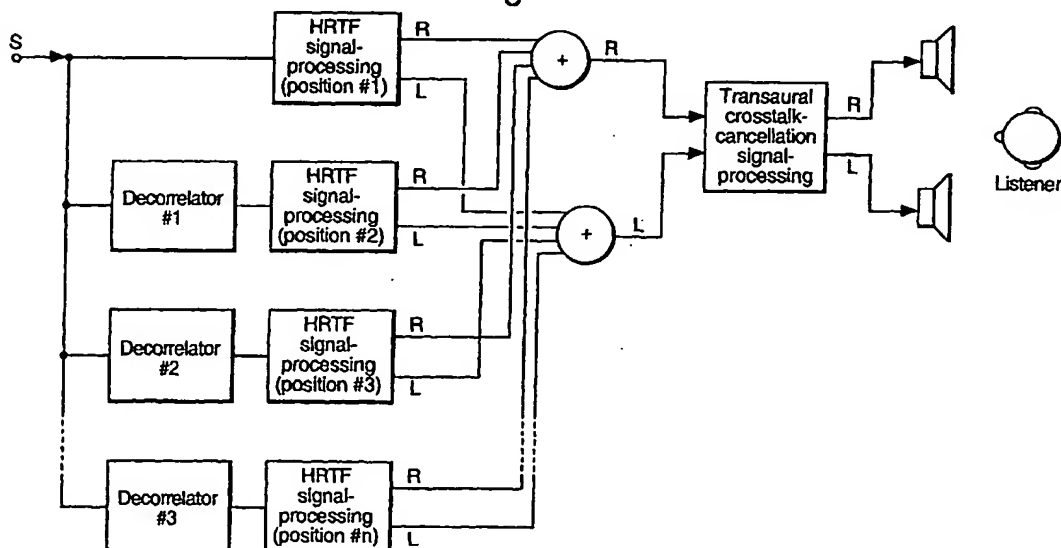 S
HRTF
signal-
processing
(position #1)
R
L
+
R
Transaural
crosstalk-
cancellation
signal-
processing
R
L
Listener
Decorrelator
#1
HRTF
signal-
processing
(position #2)
R
L
+
L
Decorrelator
#2
HRTF
signal-
processing
(position #3)
R
L
Decorrelator
#3
HRTF
signal-
processing
(position #n)
R
L